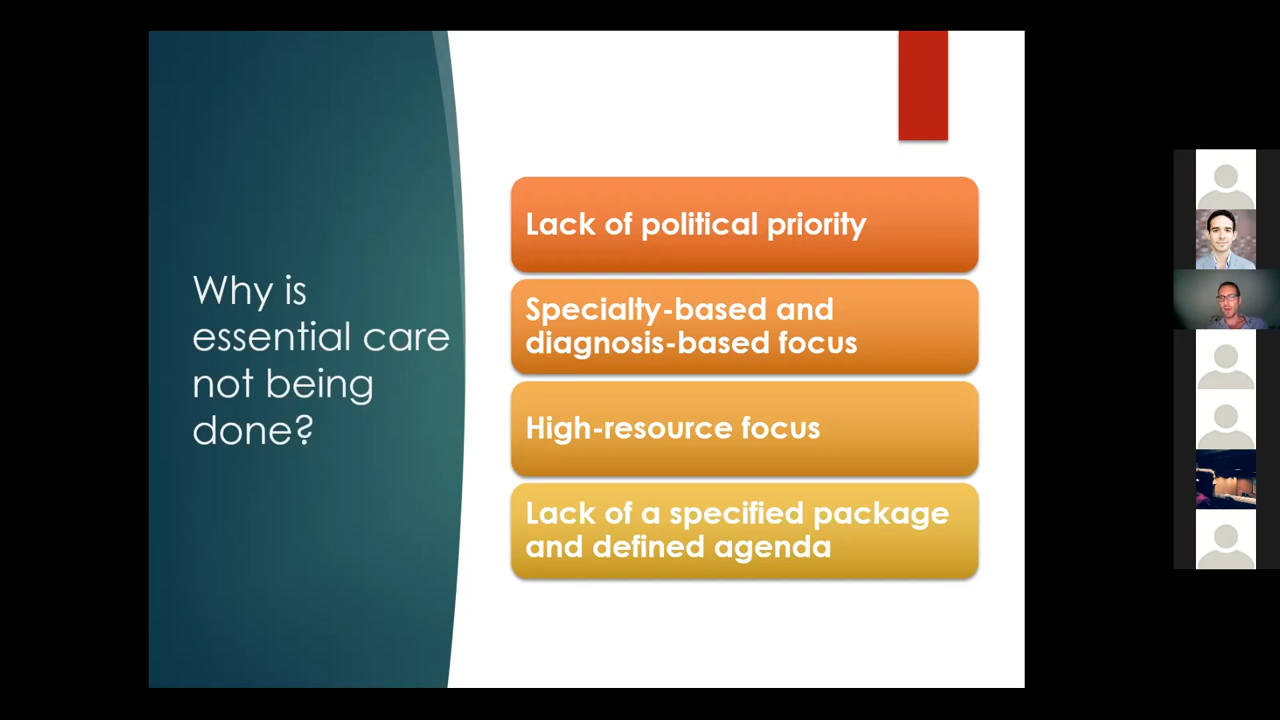 Why is
essential care
not being
done?
Lack of political priority
Specialty-based and
diagnosis-based focus
High-resource focus
Lack of a specified package
and defined agenda